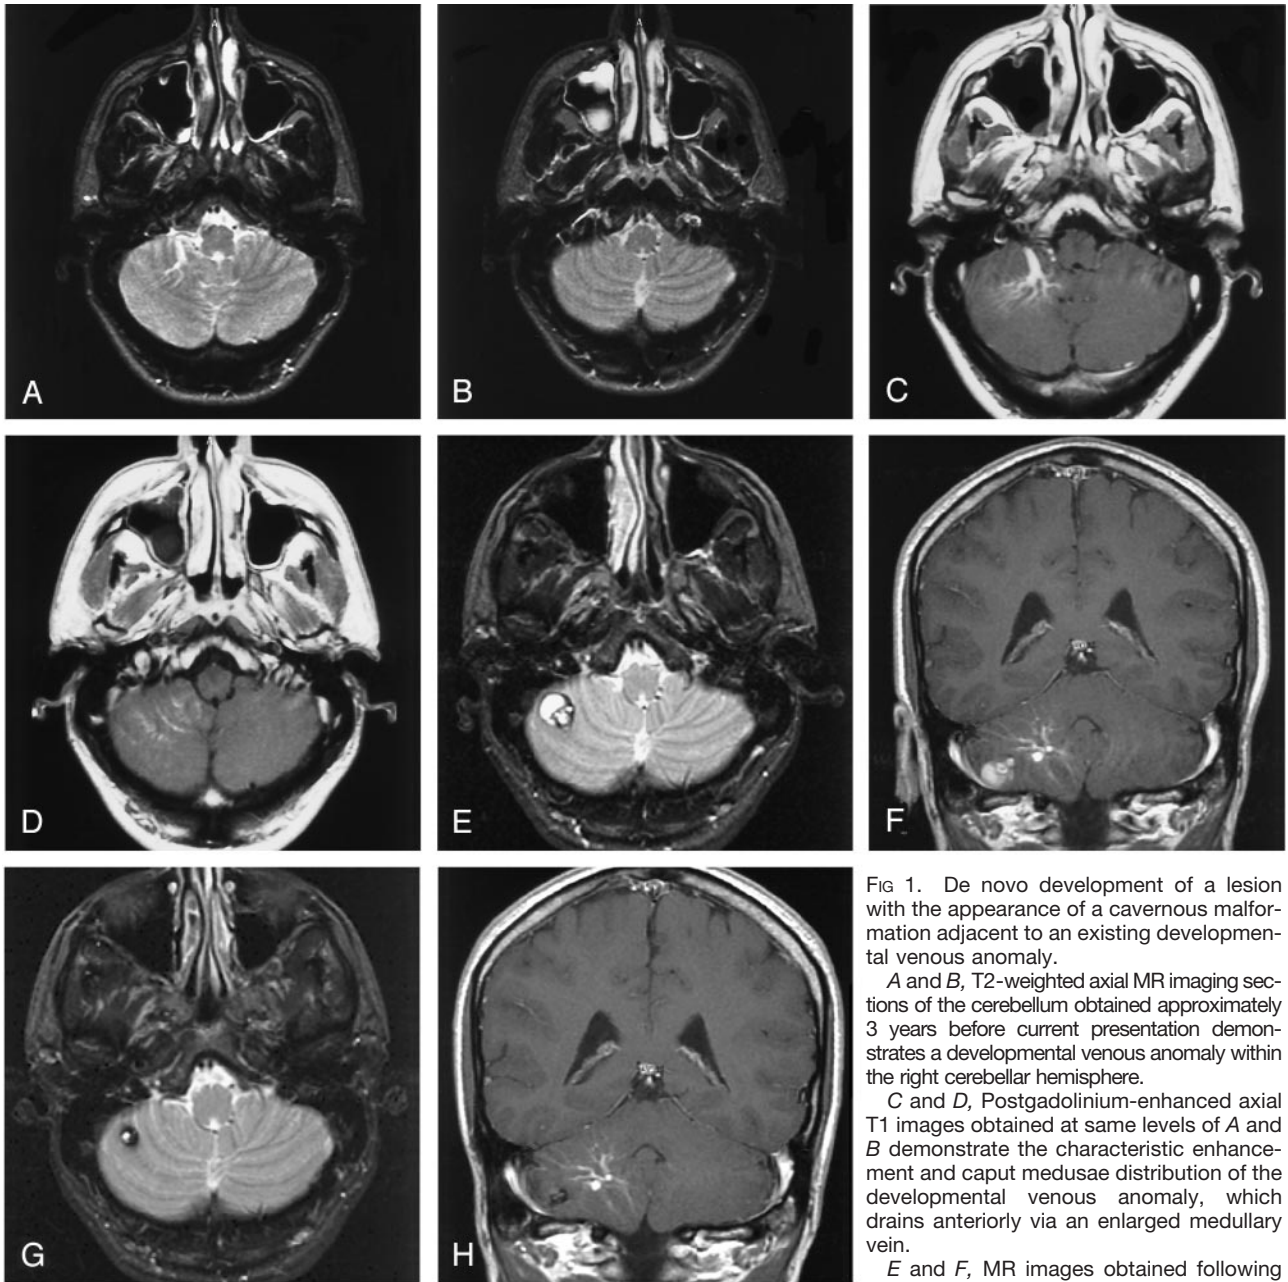 A
B
C
D
E
F
G
H
FIG 1. De novo development of a lesion
with the appearance of a cavernous malfor-
mation adjacent to an existing developmen-
tal venous anomaly.
A and B, T2-weighted axial MR imaging sec-
tions of the cerebellum obtained approximately
3 years before current presentation demon-
strates a developmental venous anomaly within
the right cerebellar hemisphere.
C and D, Postgadolinium-enhanced axial
T1 images obtained at same levels of A and
B demonstrate the characteristic enhance-
ment and caput medusae distribution of the
developmental venous anomaly, which
drains anteriorly via an enlarged medullary
vein.
E and F, MR images obtained following